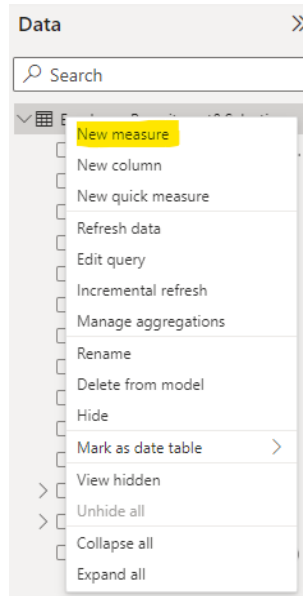 Data
Search
New measure
New column
New quick measure
Refresh data
Edit query
Incremental refresh
Manage aggregations
Rename
Delete from model
Hide
Mark as date table
View hidden
Unhide all
Collapse all
Expand all